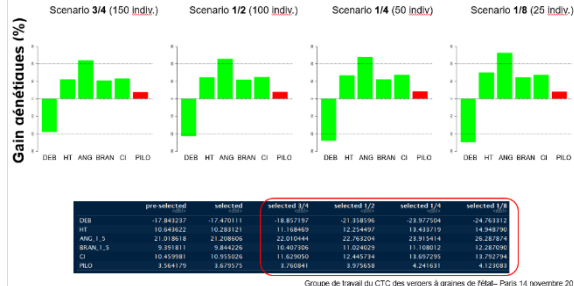 Scenario 3/4 (150 indiv.) Scenario 1/2 (100 indiv.) Scenario 1/4 (50 indiv) Scenario 1/8 (25 indiv.)
Gain génétiques (%)
DEB HT ANG BRAN CI PILO DEB HT ANG BRAN CI PILO DEB HT ANG BRAN CI PILO DEB HT ANG BRAN CI PILO
pre-selected selected selected 3/4 selected 1/2 selected 1/4 selected 1/8
DEB -17.843237 -17.470111 -18.857197 -21.358596 -23.977504 -24.763312
HT 10.643622 10.283121 11.168469 12.254497 13.433719 14.948790
ANG_1_5 21.018618 21.208606 22.010444 22.763204 23.915414 26.287874
BRAN_1_5 9.391811 9.844226 10.407306 11.024029 11.108012 12.287090
CI 10.459981 10.955026 11.629050 12.445734 13.697295 13.792794
PILO 3.564179 3.679575 3.760841 3.975658 4.241631 4.123083
Groupe de travail du CTC des vergers à graines de l'état– Paris 14 novembre 20